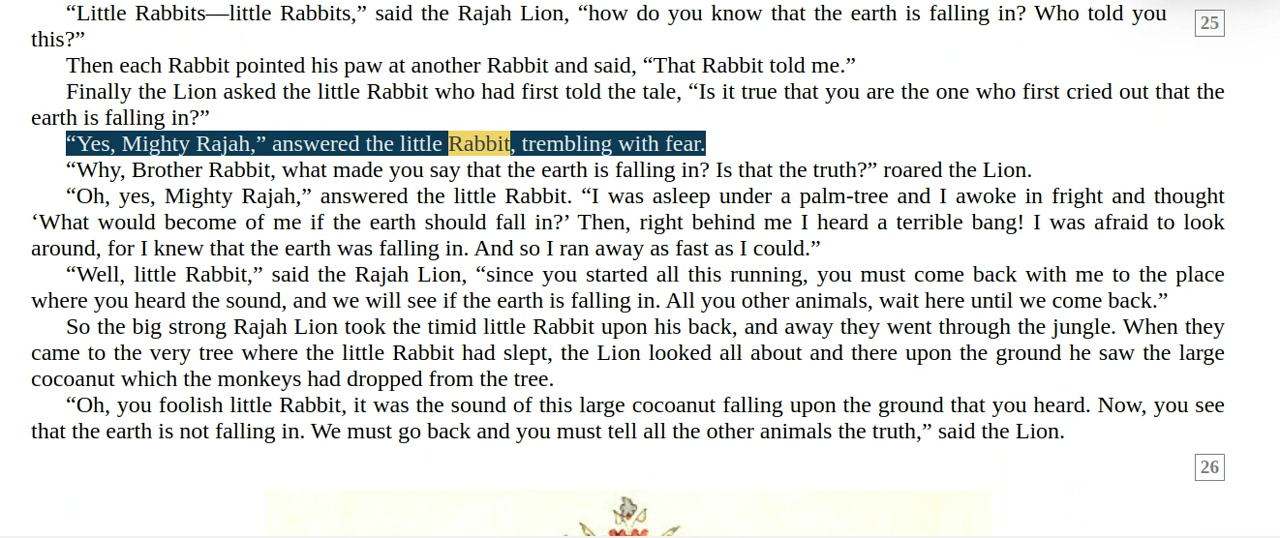 “Little Rabbits—little Rabbits,” said the Rajah Lion, “how do you know that the earth is falling in? Who told you
25
this?”
Then each Rabbit pointed his paw at another Rabbit and said, “That Rabbit told me.”
Finally the Lion asked the little Rabbit who had first told the tale, “Is it true that you are the one who first cried out that the
earth is falling in?”
“Yes, Mighty Rajah,” answered the little Rabbit, trembling with fear.
“Why, Brother Rabbit, what made you say that the earth is falling in? Is that the truth?” roared the Lion.
“Oh, yes, Mighty Rajah,” answered the little Rabbit. “I was asleep under a palm-tree and I awoke in fright and thought
‘What would become of me if the earth should fall in?’ Then, right behind me I heard a terrible bang! I was afraid to look
around, for I knew that the earth was falling in. And so I ran away as fast as I could.”
“Well, little Rabbit,” said the Rajah Lion, “since you started all this running, you must come back with me to the place
where you heard the sound, and we will see if the earth is falling in. All you other animals, wait here until we come back.”
So the big strong Rajah Lion took the timid little Rabbit upon his back, and away they went through the jungle. When they
came to the very tree where the little Rabbit had slept, the Lion looked all about and there upon the ground he saw the large
cocoanut which the monkeys had dropped from the tree.
“Oh, you foolish little Rabbit, it was the sound of this large cocoanut falling upon the ground that you heard. Now, you see
that the earth is not falling in. We must go back and you must tell all the other animals the truth,” said the Lion.
26